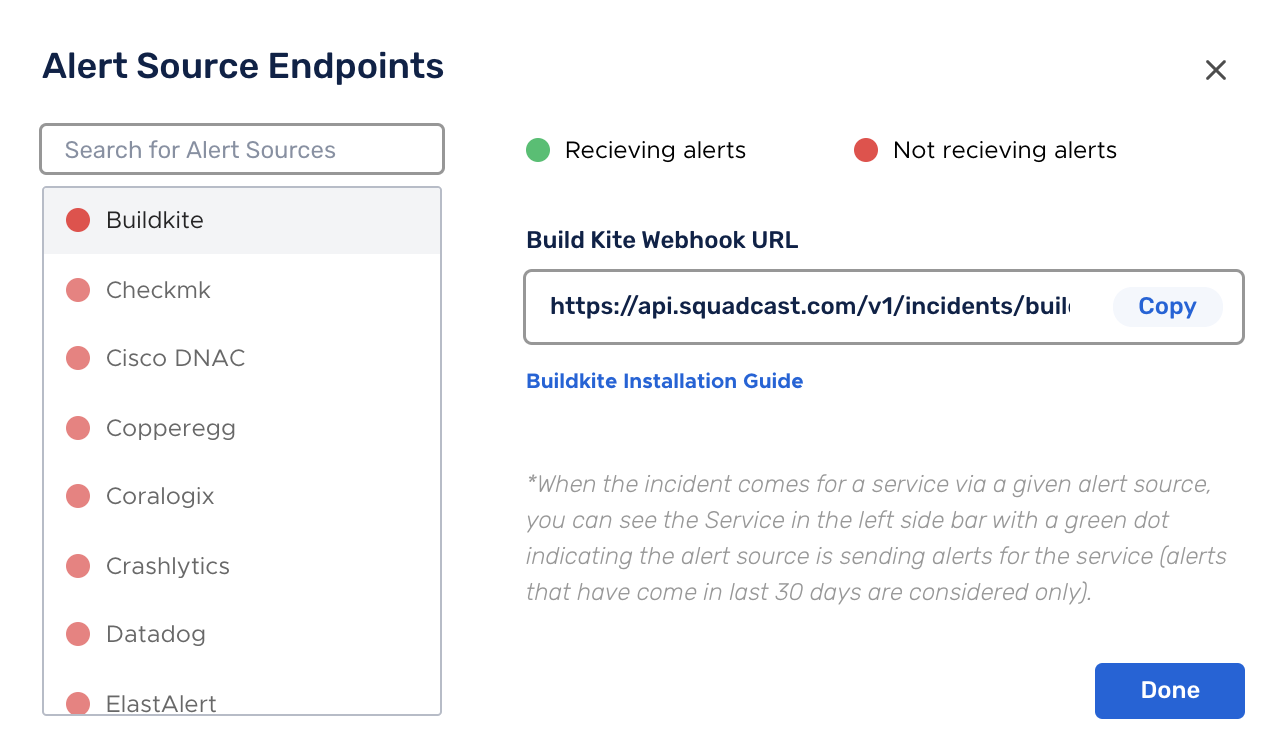 Alert Source Endpoints
Search for Alert Sources
Buildkite
Checkmk
Cisco DNAC
Copperegg
Coralogix
Crashlytics
Datadog
ElastAlert
Recieving alerts
Not recieving alerts
Build Kite Webhook URL
https://api.squadcast.com/v1/incidents/buil
Copy
Buildkite Installation Guide
*When the incident comes for a service via a given alert source,
you can see the Service in the left side bar with a green dot
indicating the alert source is sending alerts for the service (alerts
that have come in last 30 days are considered only).
Done